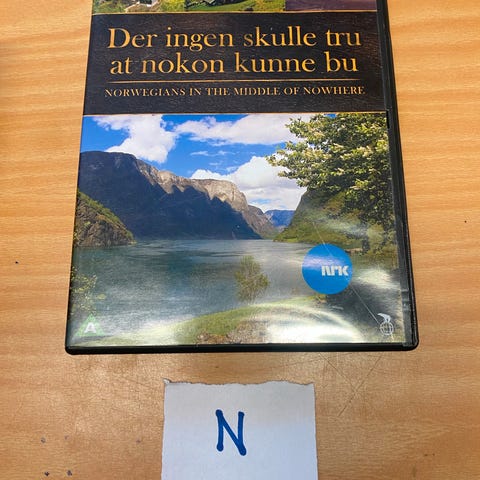 Der ingen skulle tru
at nokon kunne bu
NORWEGIANS IN THE MIDDLE OF NOWHERE
NRK
A
N